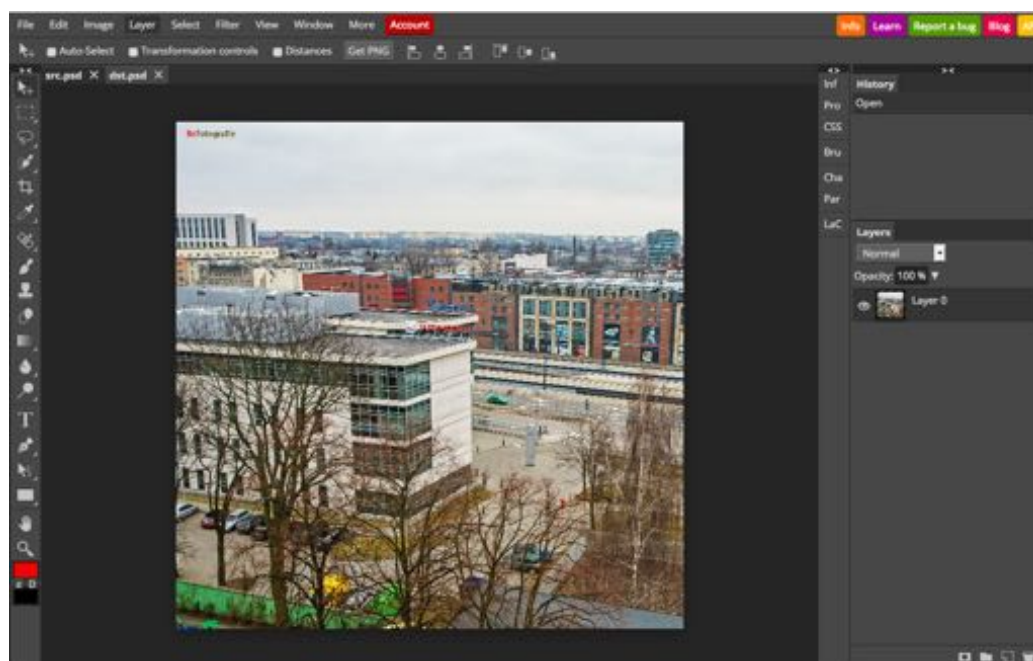 File Edit Image Layer Select Filter View Window More Account
Info Learn Report a bug Blog
Auto-Select Transformation controls Distances Get PNG
src.psd dst.psd
Inf
Pro
CSS
Bru
Cha
Par
LaC
History
Open
Layers
Normal
Opacity: 100 %
Layer 0
BoFotografie
D